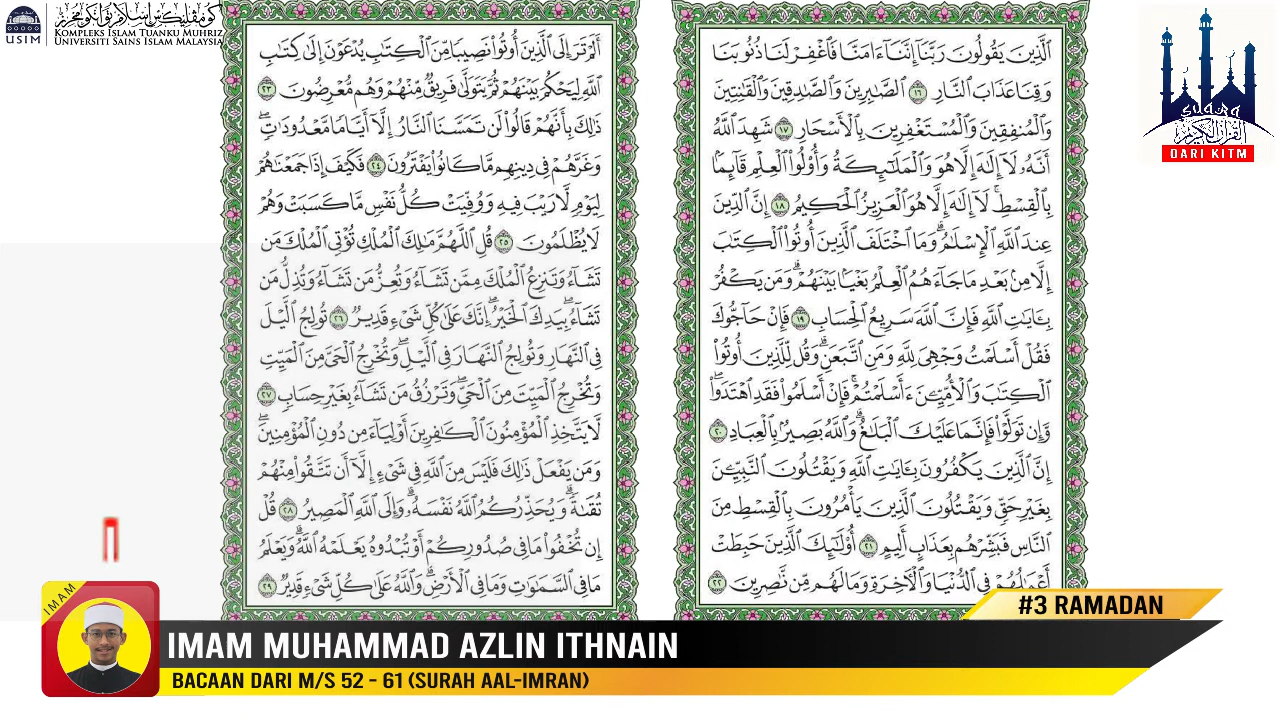 كومڤليكس اسلام توانكو محريز
KOMPLEKS ISLAM TUANKU MUHRIZ
UNIVERSITI SAINS ISLAM MALAYSIA
USIM
suara
القرآن الكريم
DARI KITM
الَّذِينَ يَقُولُونَ رَبَّنَا إِنَّنَا ءَامَنَّا فَاغْفِرْ لَنَا ذُنُوبَنَا
وَقِنَا عَذَابَ النَّارِ ١٦ الصَّابِرِينَ وَالصَّادِقِينَ وَالْقَانِتِينَ
وَالْمُنفِقِينَ وَالْمُسْتَغْفِرِينَ بِالْأَسْحَارِ ١٧ شَهِدَ اللَّهُ
أَنَّهُ لَا إِلَٰهَ إِلَّا هُوَ وَالْمَلَائِكَةُ وَأُولُوا الْعِلْمِ قَائِمًا
بِالْقِسْطِ ۚ لَا إِلَٰهَ إِلَّا هُوَ الْعَزِيزُ الْحَكِيمُ ١٨ إِنَّ الدِّينَ
عِندَ اللَّهِ الْإِسْلَامُ ۗ وَمَا اخْتَلَفَ الَّذِينَ أُوتُوا الْكِتَابَ
إِلَّا مِن بَعْدِ مَا جَاءَهُمُ الْعِلْمُ بَغْيًا بَيْنَهُمْ ۗ وَمَن يَكْفُرْ
بِـَٔايَاتِ اللَّهِ فَإِنَّ اللَّهَ سَرِيعُ الْحِسَابِ ١٩ فَإِنْ حَاجُّوكَ
فَقُلْ أَسْلَمْتُ وَجْهِيَ لِلَّهِ وَمَنِ اتَّبَعَنِ ۗ وَقُل لِّلَّذِينَ أُوتُوا
الْكِتَابَ وَالْأُمِّيِّينَ ءَأَسْلَمْتُمْ ۚ فَإِنْ أَسْلَمُوا فَقَدِ اهْتَدَوا ۖ
وَّإِن تَوَلَّوْا فَإِنَّمَا عَلَيْكَ الْبَلَاغُ ۗ وَاللَّهُ بَصِيرٌ بِالْعِبَادِ ٢٠
إِنَّ الَّذِينَ يَكْفُرُونَ بِـَٔايَاتِ اللَّهِ وَيَقْتُلُونَ النَّبِيِّينَ
بِغَيْرِ حَقٍّ وَيَقْتُلُونَ الَّذِينَ يَأْمُرُونَ بِالْقِسْطِ مِنَ
النَّاسِ فَبَشِّرْهُم بِعَذَابٍ أَلِيمٍ ٢١ أُولَٰئِكَ الَّذِينَ حَبِطَتْ
أَعْمَالُهُمْ فِي الدُّنْيَا وَالْآخِرَةِ وَمَا لَهُم مِّن نَّاصِرِينَ ٢٢
أَلَمْ تَرَ إِلَى الَّذِينَ أُوتُوا نَصِيبًا مِّنَ الْكِتَابِ يُدْعَوْنَ إِلَىٰ كِتَابِ
اللَّهِ لِيَحْكُمَ بَيْنَهُمْ ثُمَّ يَتَوَلَّىٰ فَرِيقٌ مِّنْهُمْ وَهُم مُّعْرِضُونَ ٢٣
ذَٰلِكَ بِأَنَّهُمْ قَالُوا لَن تَمَسَّنَا النَّارُ إِلَّا أَيَّامًا مَّعْدُودَاتٍ ۖ
وَغَرَّهُمْ فِي دِينِهِم مَّا كَانُوا يَفْتَرُونَ ٢٤ فَكَيْفَ إِذَا جَمَعْنَاهُمْ
لِيَوْمٍ لَّا رَيْبَ فِيهِ وَوُفِّيَتْ كُلُّ نَفْسٍ مَّا كَسَبَتْ وَهُمْ
لَا يُظْلَمُونَ ٢٥ قُلِ اللَّهُمَّ مَالِكَ الْمُلْكِ تُؤْتِي الْمُلْكَ مَن
تَشَاءُ وَتَنزِعُ الْمُلْكَ مِمَّن تَشَاءُ وَتُعِزُّ مَن تَشَاءُ وَتُذِلُّ مَن
تَشَاءُ ۖ بِيَدِكَ الْخَيْرُ ۖ إِنَّكَ عَلَىٰ كُلِّ شَيْءٍ قَدِيرٌ ٢٦ تُولِجُ اللَّيْلَ
فِي النَّهَارِ وَتُولِجُ النَّهَارَ فِي اللَّيْلِ ۖ وَتُخْرِجُ الْحَيَّ مِنَ الْمَيِّتِ
وَتُخْرِجُ الْمَيِّتَ مِنَ الْحَيِّ ۖ وَتَرْزُقُ مَن تَشَاءُ بِغَيْرِ حِسَابٍ ٢٧
لَّا يَتَّخِذِ الْمُؤْمِنُونَ الْكَافِرِينَ أَوْلِيَاءَ مِن دُونِ الْمُؤْمِنِينَ ۖ
وَمَن يَفْعَلْ ذَٰلِكَ فَلَيْسَ مِنَ اللَّهِ فِي شَيْءٍ إِلَّا أَن تَتَّقُوا مِنْهُمْ
تُقَاةً ۗ وَيُحَذِّرُكُمُ اللَّهُ نَفْسَهُ ۗ وَإِلَى اللَّهِ الْمَصِيرُ ٢٨ قُلْ
إِن تُخْفُوا مَا فِي صُدُورِكُمْ أَوْ تُبْدُوهُ يَعْلَمْهُ اللَّهُ ۗ وَيَعْلَمُ
مَا فِي السَّمَاوَاتِ وَمَا فِي الْأَرْضِ ۗ وَاللَّهُ عَلَىٰ كُلِّ شَيْءٍ قَدِيرٌ ٢٩
#3 RAMADAN
IMAM
IMAM MUHAMMAD AZLIN ITHNAIN
BACAAN DARI M/S 52 - 61 (SURAH AAL-IMRAN)